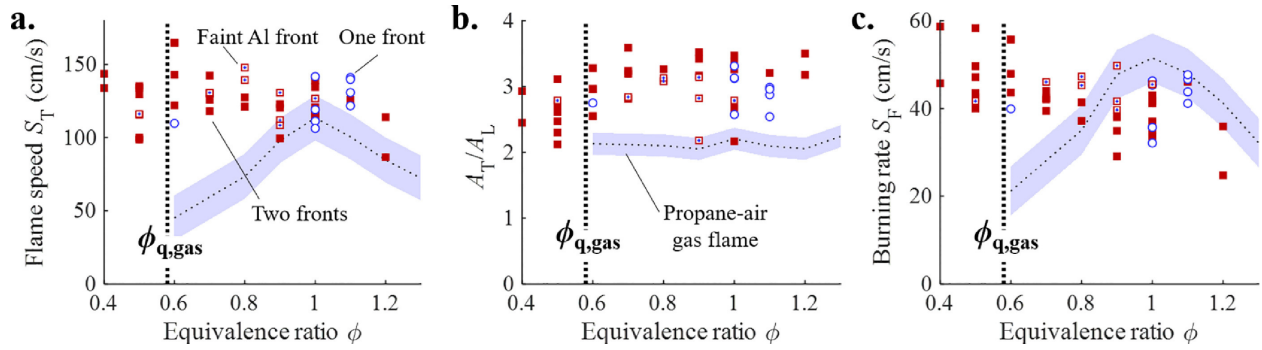 a.
Flame speed S_T (cm/s)
150
100
50
0
0.4
0.6
0.8
1
1.2
Equivalence ratio ϕ
Faint Al front
One front
Two fronts
ϕ_q,gas
b.
A_T/A_L
4
3
2
1
0
0.4
0.6
0.8
1
1.2
Equivalence ratio ϕ
Propane-air
gas flame
ϕ_q,gas
c.
Burning rate S_F (cm/s)
60
40
20
0
0.4
0.6
0.8
1
1.2
Equivalence ratio ϕ
ϕ_q,gas